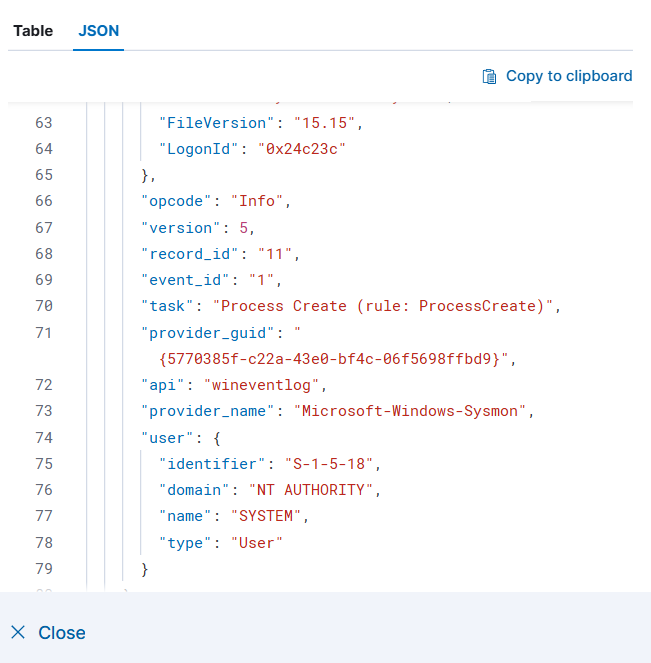 Table JSON
Copy to clipboard
63 "FileVersion": "15.15",
64 "LogonId": "0x24c23c"
65 },
66 "opcode": "Info",
67 "version": 5,
68 "record_id": "11",
69 "event_id": "1",
70 "task": "Process Create (rule: ProcessCreate)",
71 "provider_guid": "
{5770385f-c22a-43e0-bf4c-06f5698ffbd9}",
72 "api": "wineventlog",
73 "provider_name": "Microsoft-Windows-Sysmon",
74 "user": {
75 "identifier": "S-1-5-18",
76 "domain": "NT AUTHORITY",
77 "name": "SYSTEM",
78 "type": "User"
79 }
Close